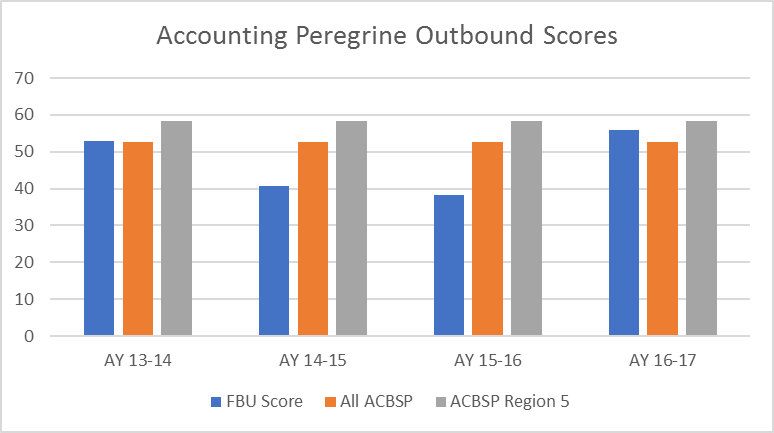 Accounting Peregrine Outbound Scores
70
60
50
40
30
20
10
0
AY 13-14 AY 14-15 AY 15-16 AY 16-17
FBU Score All ACBSP ACBSP Region 5